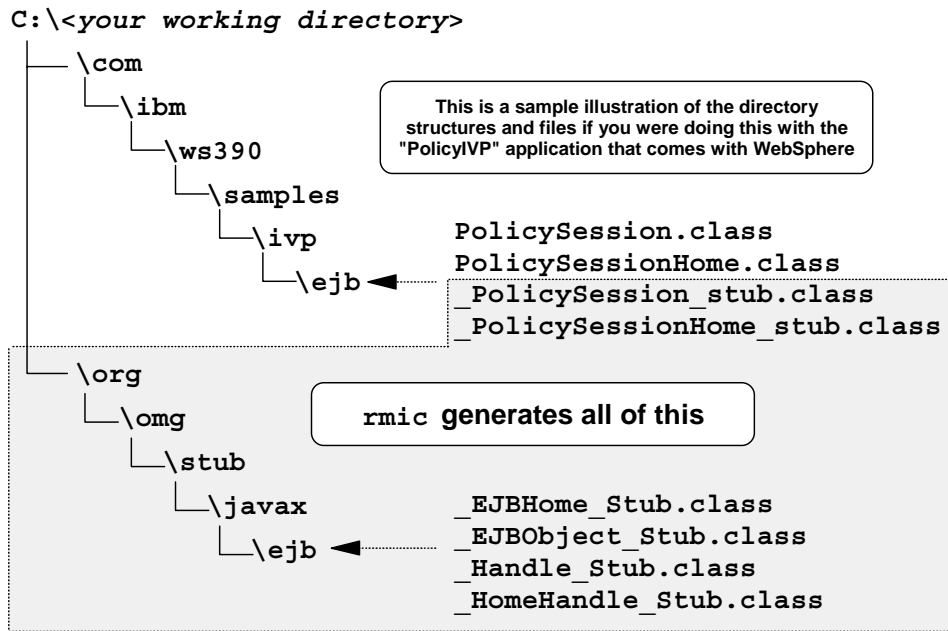 C:\<your working directory>
\com
\ibm
This is a sample illustration of the directory
structures and files if you were doing this with the
"PolicyIVP" application that comes with WebSphere
\ws390
\samples
\ivp
\ejb
PolicySession.class
PolicySessionHome.class
_PolicySession_stub.class
_PolicySessionHome_stub.class
\org
rmic generates all of this
\omg
\stub
\javax
\ejb
_EJBHome_Stub.class
_EJBObject_Stub.class
_Handle_Stub.class
_HomeHandle_Stub.class